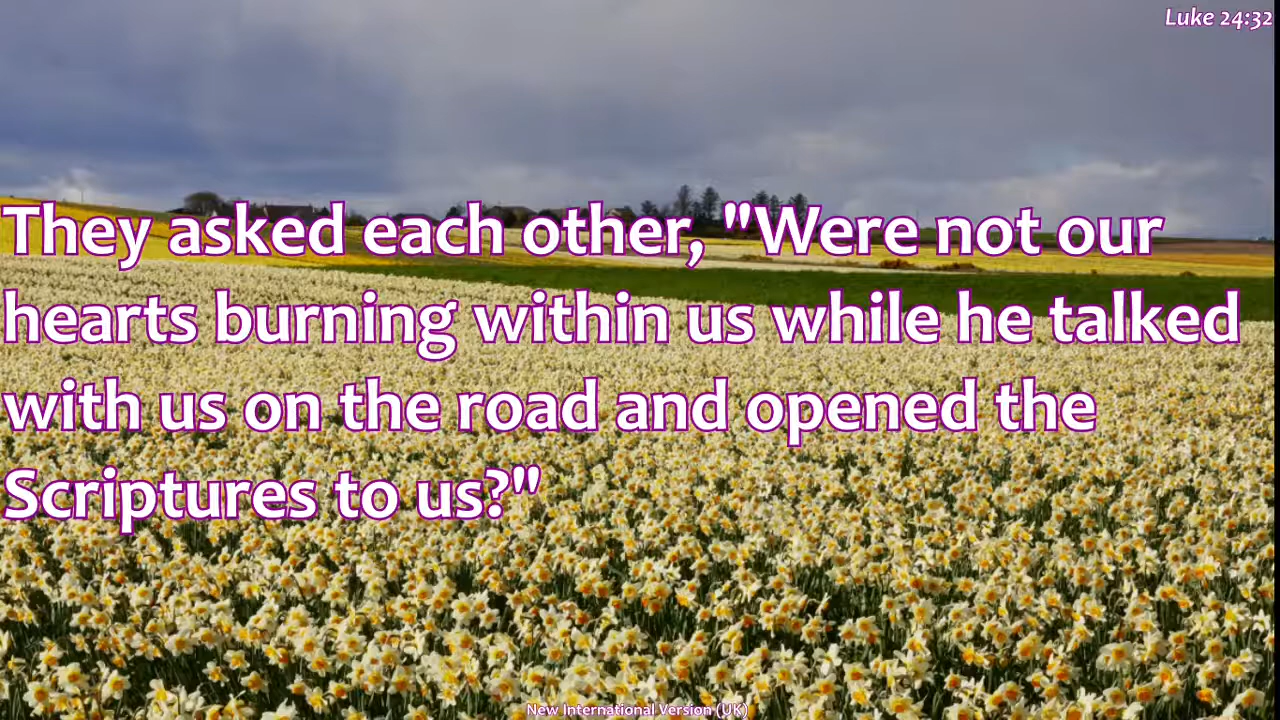 Luke 24:32
They asked each other, "Were not our
hearts burning within us while he talked
with us on the road and opened the
Scriptures to us?"
New International Version (UK)